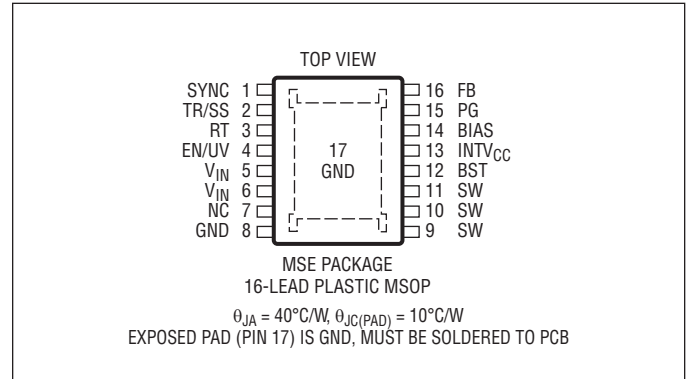 TOP VIEW
SYNC 1
TR/SS 2
RT 3
EN/UV 4
VIN 5
VIN 6
NC 7
GND 8
17
GND
16 FB
15 PG
14 BIAS
13 INTVCC
12 BST
11 SW
10 SW
9 SW
MSE PACKAGE
16-LEAD PLASTIC MSOP
θJA = 40°C/W, θJC(PAD) = 10°C/W
EXPOSED PAD (PIN 17) IS GND, MUST BE SOLDERED TO PCB